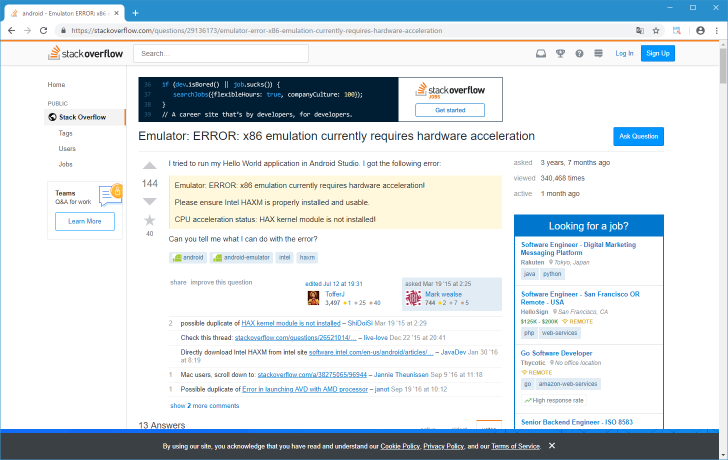 android - Emulator: ERROR: x86 e
https://stackoverflow.com/questions/29136173/emulator-error-x86-emulation-currently-requires-hardware-acceleration
stackoverflow
Search...
Log In
Sign Up
Home
PUBLIC
Stack Overflow
Tags
Users
Jobs
Teams
Q&A for work
Learn More
36 if (dev.isBored() || job.sucks()) {
37 searchJobs({flexibleHours: true, companyCulture: 100});
38 }
39 // A career site that's by developers, for developers.
stackoverflow
JOBS
Get started
Emulator: ERROR: x86 emulation currently requires hardware acceleration
Ask Question
144
40
I tried to run my Hello World application in Android Studio. I got the following error:
Emulator: ERROR: x86 emulation currently requires hardware acceleration!
Please ensure Intel HAXM is properly installed and usable.
CPU acceleration status: HAX kernel module is not installed!
Can you tell me what I can do with the error?
android android-emulator intel haxm
share improve this question
edited Jul 12 at 19:31
TofferJ
3,497 1 25 40
asked Mar 19 '15 at 2:25
Mark wealse
744 2 7 5
2 possible duplicate of HAX kernel module is not installed – ShiDoiSi Mar 19 '15 at 2:29
Check this thread: stackoverflow.com/questions/26521014/… – live-love Dec 22 '15 at 20:41
Directly download Intel HAXM from intel site software.intel.com/en-us/android/articles/… – JavaDev Jan 30 '16
at 8:19
1 Mac users, scroll down to: stackoverflow.com/a/38275065/96944 – Jannie Theunissen Sep 9 '16 at 11:18
1 Possible duplicate of Error in launching AVD with AMD processor – janot Sep 19 '16 at 10:12
show 2 more comments
13 Answers
asked 3 years, 7 months ago
viewed 340,468 times
active 1 month ago
Looking for a job?
Software Engineer - Digital Marketing
Messaging Platform
Rakuten Tokyo, Japan
java python
Software Engineer - San Francisco OR
Remote - USA
HelloSign San Francisco, CA
$125K - $200K REMOTE
php web-services
Go Software Developer
Thycotic No office location
REMOTE
go amazon-web-services
High response rate
Senior Backend Engineer - ISO 8583
By using our site, you acknowledge that you have read and understand our Cookie Policy, Privacy Policy, and our Terms of Service.